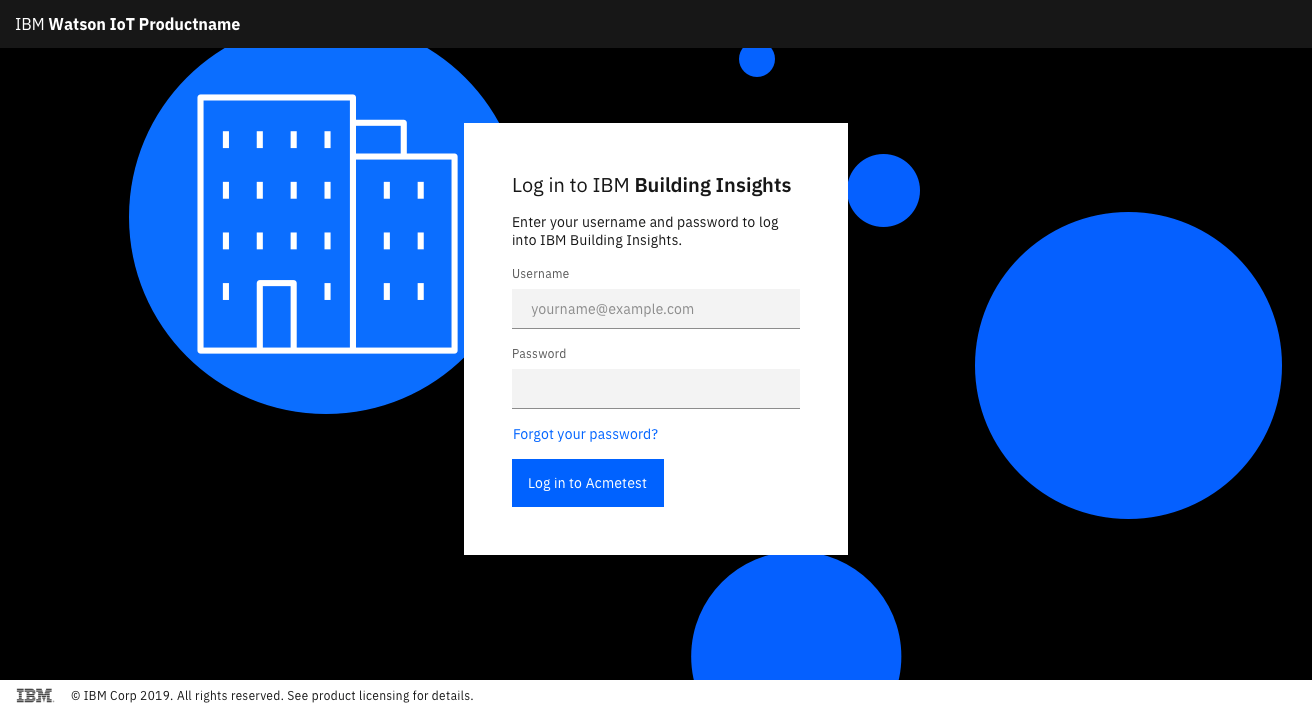 IBM Watson IoT Productname
Log in to IBM Building Insights
Enter your username and password to log
into IBM Building Insights.
Username
yourname@example.com
Password
Forgot your password?
Log in to Acmetest
IBM © IBM Corp 2019. All rights reserved. See product licensing for details.